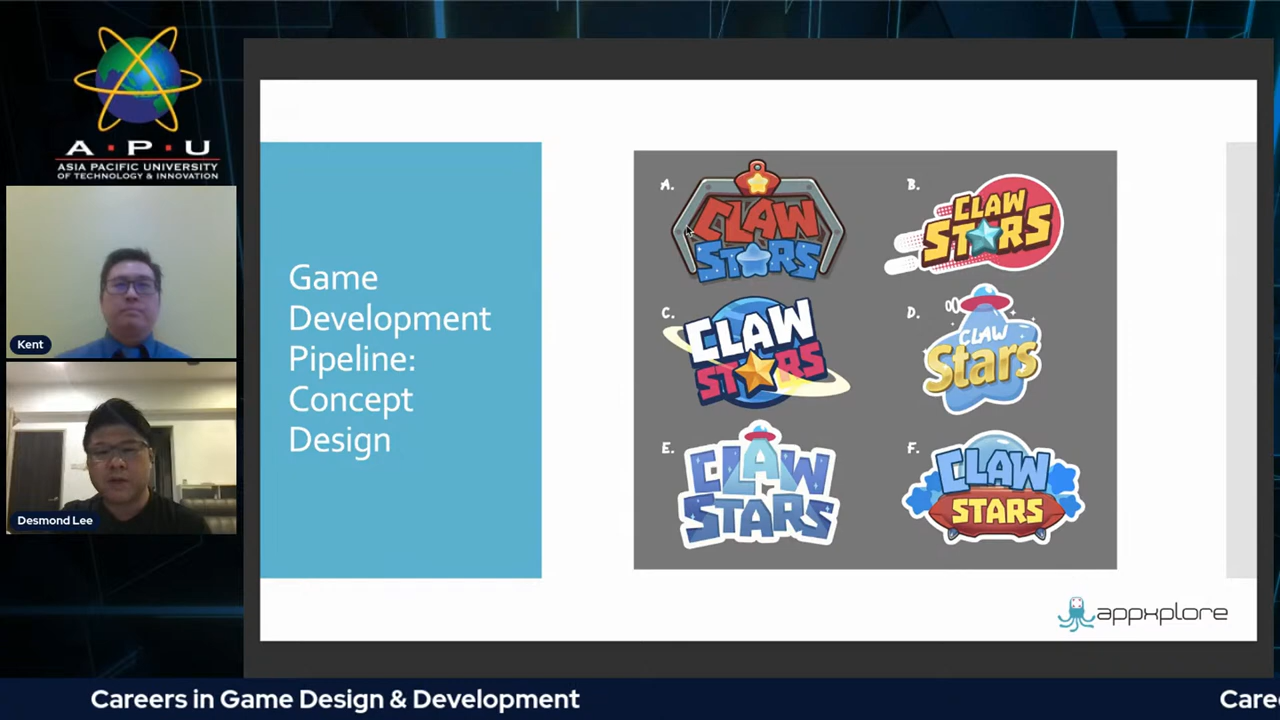 A·P·U
ASIA PACIFIC UNIVERSITY
OF TECHNOLOGY & INNOVATION
Kent
Desmond Lee
Game
Development
Pipeline:
Concept
Design
A.
CLAW
STARS
B.
CLAW
STARS
C.
CLAW
STARS
D.
CLAW
Stars
E.
CLAW
STARS
F.
CLAW
STARS
appxplore
Careers in Game Design & Development
Care